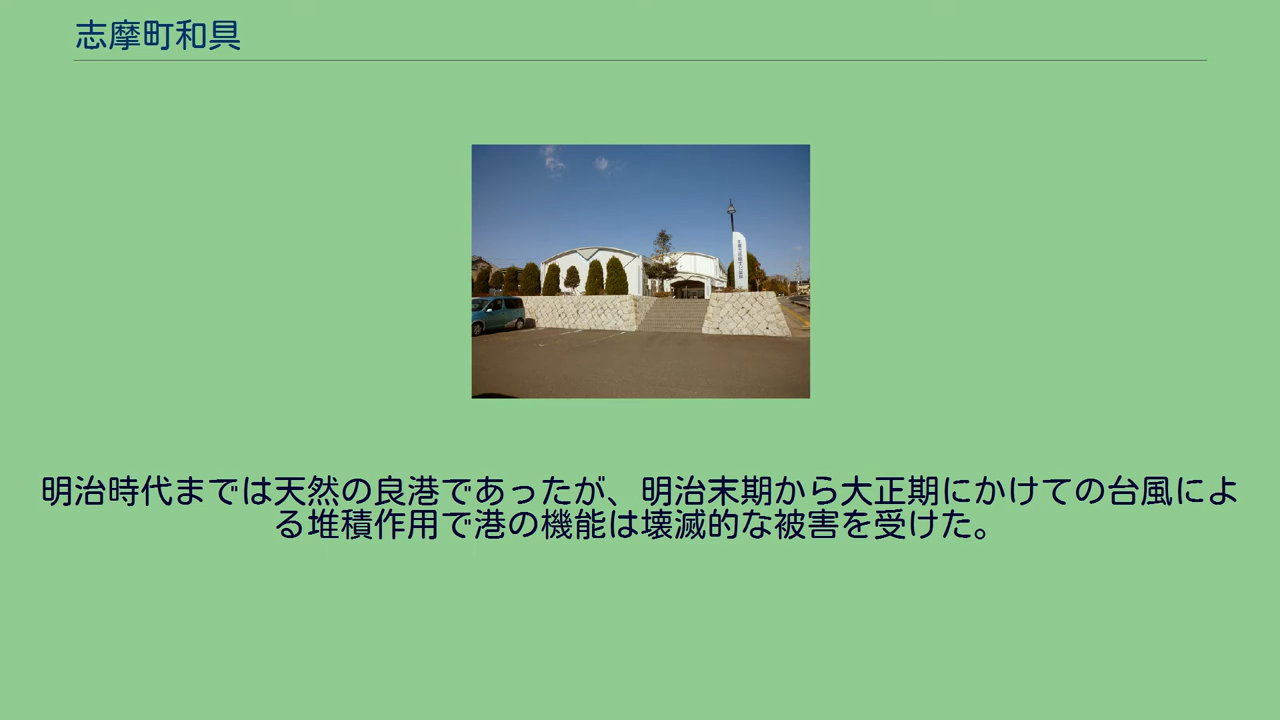 志摩町和具
明治時代までは天然の良港であったが、明治末期から大正期にかけての台風によ
る堆積作用で港の機能は壊滅的な被害を受けた。